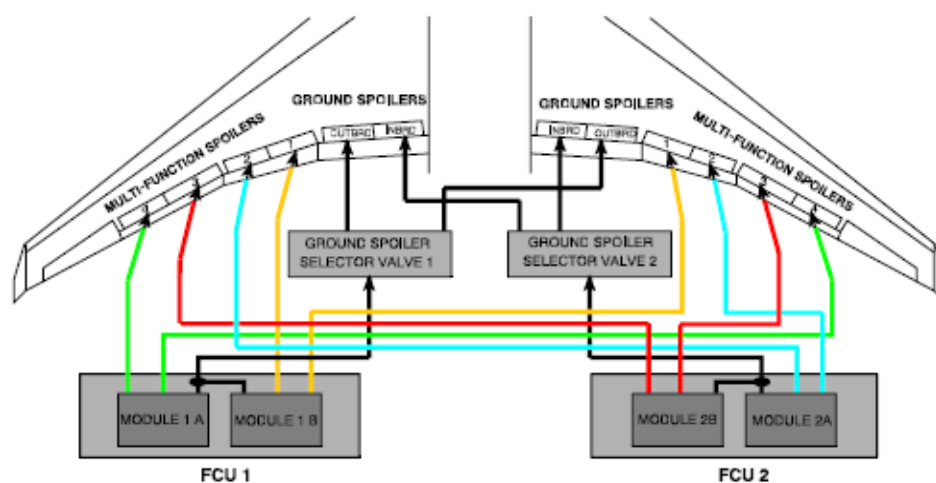 GROUND SPOILERS
GROUND SPOILERS
MULTI-FUNCTION SPOILERS
MULTI-FUNCTION SPOILERS
OUTBRD
INBRD
INBRD
OUTBRD
4
3
2
1
1
2
GROUND SPOILER
SELECTOR VALVE 1
GROUND SPOILER
SELECTOR VALVE 2
MODULE 1 A
MODULE 1 B
MODULE 2B
MODULE 2A
FCU 1
FCU 2